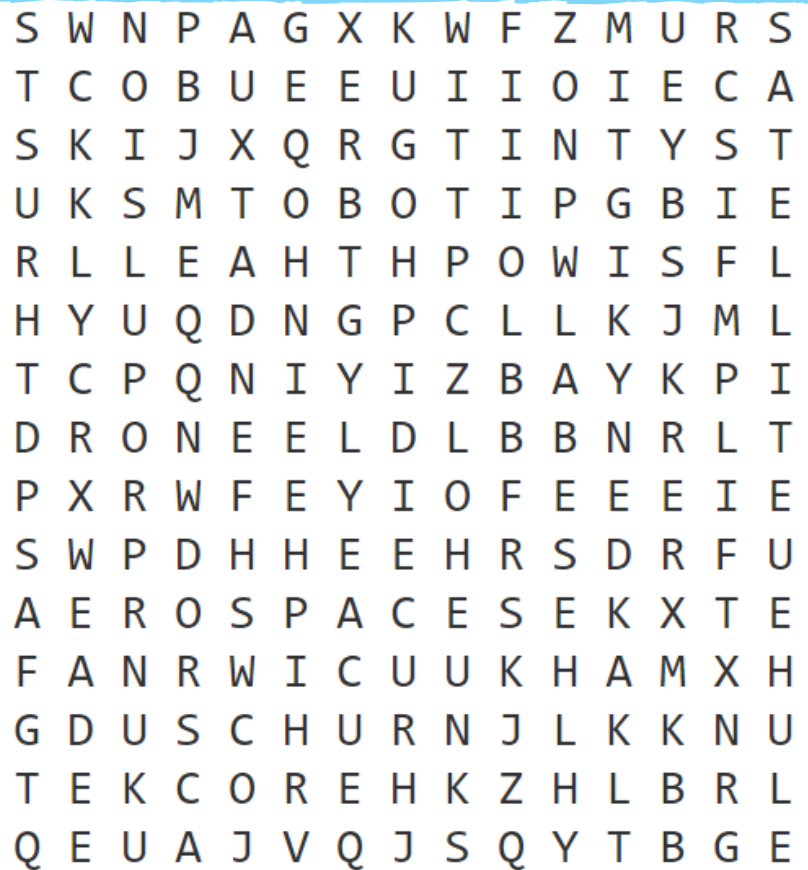 S W N P A G X K W F Z M U R S
T C O B U E E U I I O I E C A
S K I J X Q R G T I N T Y S T
U K S M T O B O T I P G B I E
R L L E A H T H P O W I S F L
H Y U Q D N G P C L L K J M L
T C P Q N I Y I Z B A Y K P I
D R O N E E L D L B B N R L T
P X R W F E Y I O F E E E I E
S W P D H H E E H R S D R F U
A E R O S P A C E S E K X T E
F A N R W I C U U K H A M X H
G D U S C H U R N J L K K N U
T E K C O R E H K Z H L B R L
Q E U A J V Q J S Q Y T B G E